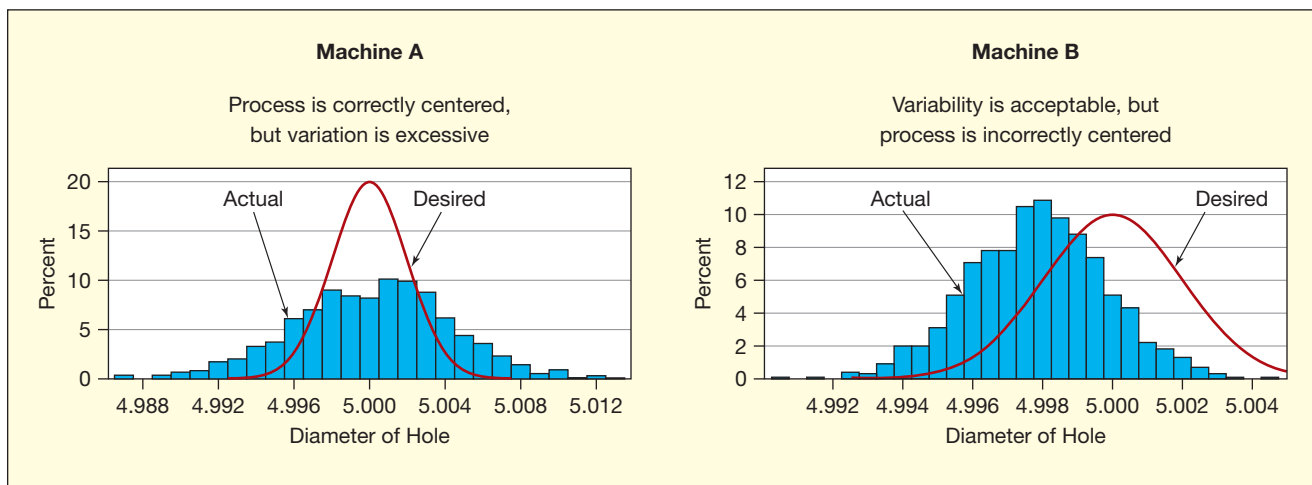 Machine A
Process is correctly centered,
but variation is excessive
20
15
10
5
0
Percent
Actual
Desired
4.988 4.992 4.996 5.000 5.004 5.008 5.012
Diameter of Hole
Machine B
Variability is acceptable, but
process is incorrectly centered
12
10
8
6
4
2
0
Percent
Actual
Desired
4.992 4.994 4.996 4.998 5.000 5.002 5.004
Diameter of Hole